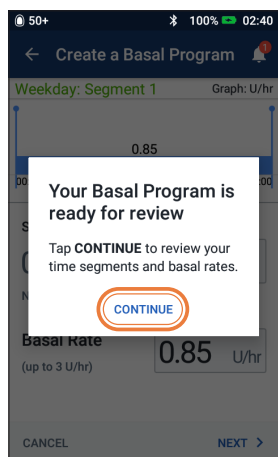 50+ 100% 02:40
Create a Basal Program
Weekday: Segment 1 Graph: U/hr
0.85
Your Basal Program is
ready for review
Tap CONTINUE to review your
time segments and basal rates.
CONTINUE
Basal Rate
(up to 3 U/hr)
0.85 U/hr
CANCEL NEXT